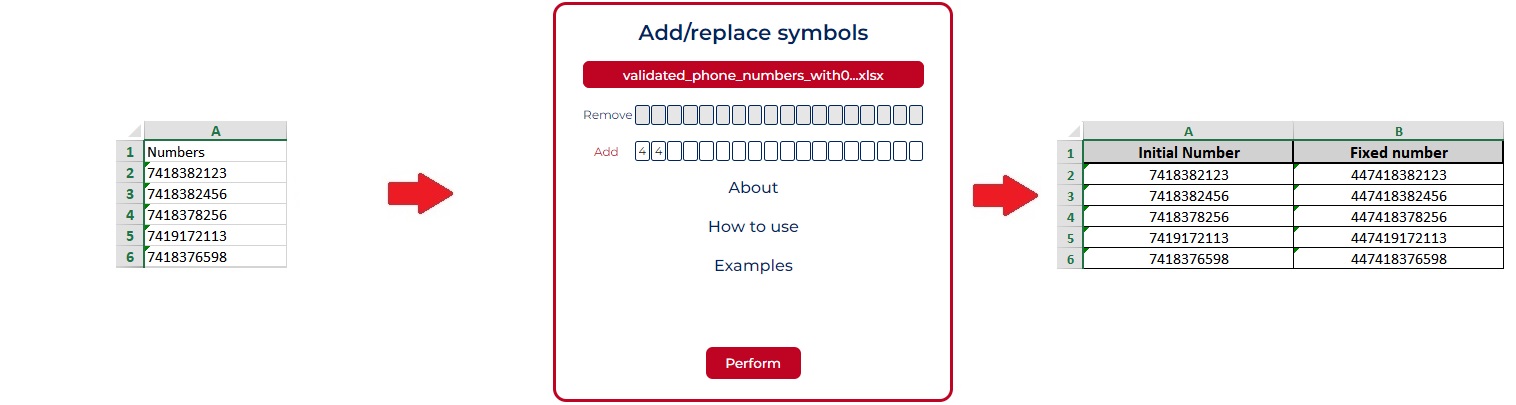 A
1 Numbers
2 7418382123
3 7418382456
4 7418378256
5 7419172113
6 7418376598
Add/replace symbols
validated_phone_numbers_with0...xlsx
Remove
Add 4 4
About
How to use
Examples
Perform
A B
1 Initial Number Fixed number
2 7418382123 447418382123
3 7418382456 447418382456
4 7418378256 447418378256
5 7419172113 447419172113
6 7418376598 447418376598